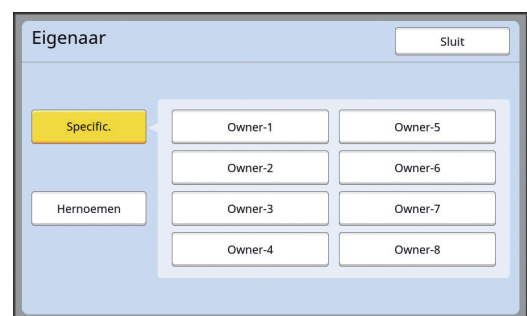 Eigenaar
Sluit
Specific.
Owner-1
Owner-5
Owner-2
Owner-6
Hernoemen
Owner-3
Owner-7
Owner-4
Owner-8